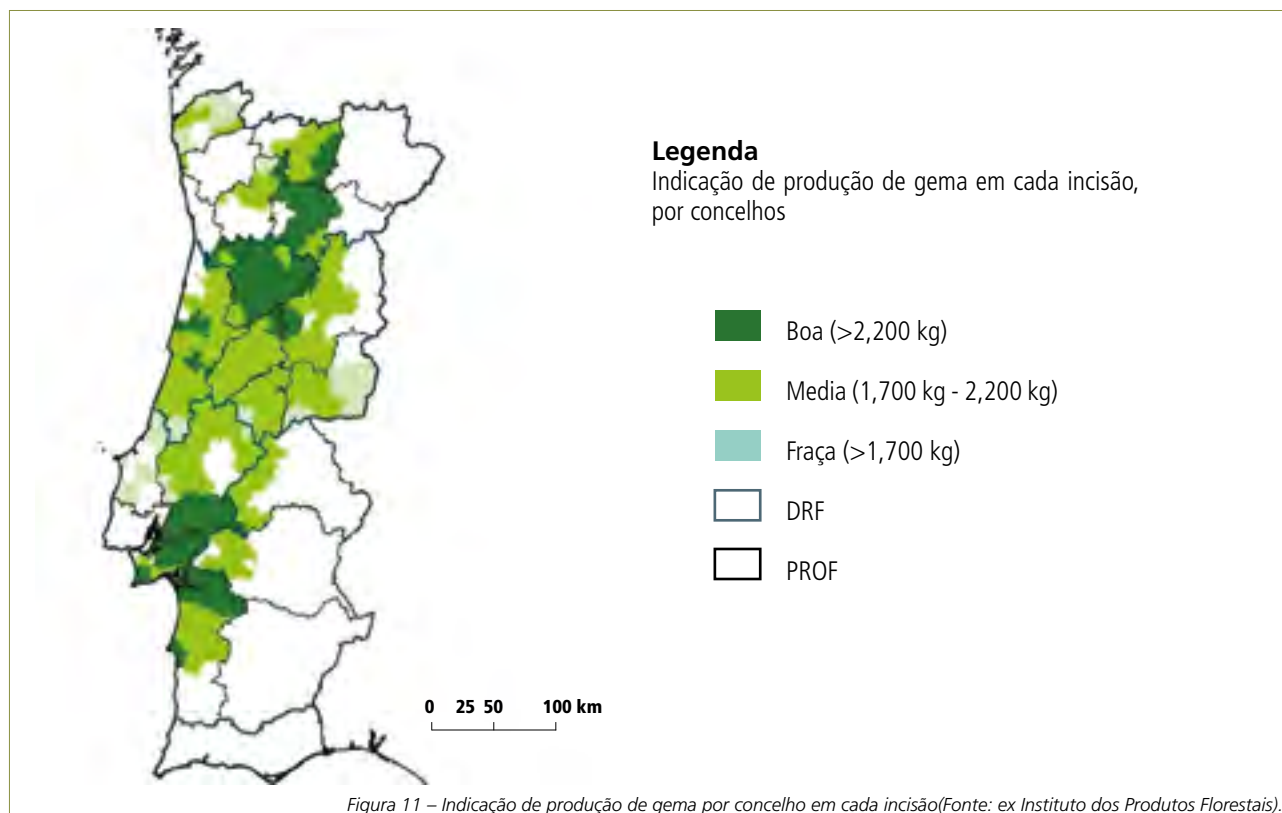 Legenda
Indicação de produção de gema em cada incisão,
por concelhos
Boa (>2,200 kg)
Media (1,700 kg - 2,200 kg)
Fraça (>1,700 kg)
DRF
PROF
0 25 50 100 km
Figura 11 – Indicação de produção de gema por concelho em cada incisão(Fonte: ex Instituto dos Produtos Florestais).